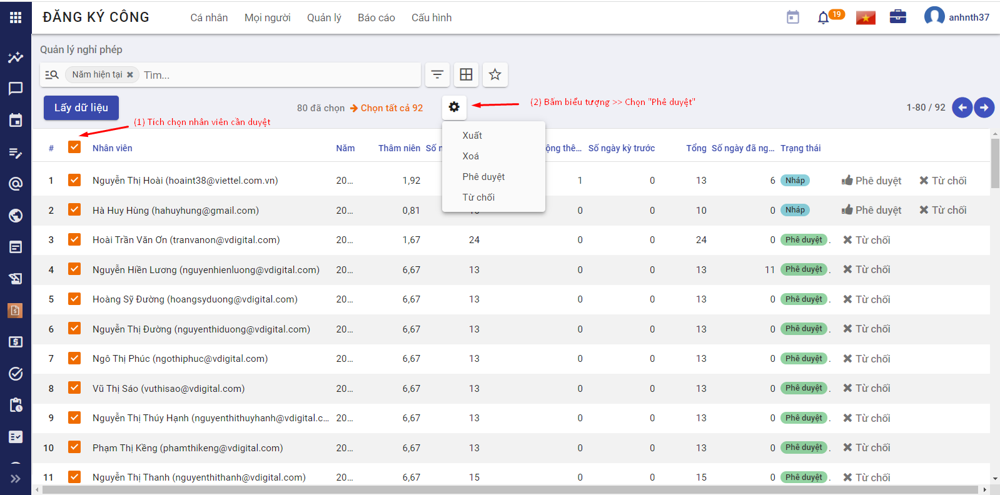 ĐĂNG KÝ CÔNG Cá nhân Mọi người Quản lý Báo cáo Cấu hình 19 anhnth37
Quản lý nghỉ phép
Năm hiện tại Tìm...
(2) Bấm biểu tượng >> Chọn "Phê duyệt"
Lấy dữ liệu 80 đã chọn Chọn tất cả 92 1-80 / 92
(1) Tích chọn nhân viên cần duyệt
Xuất
Xoá
Phê duyệt
Từ chối
# Nhân viên Năm Thâm niên Số n ộng thê... Số ngày kỳ trước Tổng Số ngày đã ng... Trạng thái
1 Nguyễn Thị Hoài (hoaint38@viettel.com.vn) 20... 1,92 1 0 13 6 Nháp Phê duyệt Từ chối
2 Hà Huy Hùng (hahuyhung@gmail.com) 20... 0,81 0 0 10 0 Nháp Phê duyệt Từ chối
3 Hoài Trần Văn Ơn (tranvanon@vdigital.com) 20... 1,67 24 0 0 24 0 Phê duyệt . Từ chối
4 Nguyễn Hiền Lương (nguyenhienluong@vdigital.com) 20... 6,67 13 0 0 13 11 Phê duyệt . Từ chối
5 Hoàng Sỹ Đường (hoangsyduong@vdigital.com) 20... 6,67 13 0 0 13 0 Phê duyệt . Từ chối
6 Nguyễn Thị Đường (nguyenthiduong@vdigital.com) 20... 6,67 13 0 0 13 0 Phê duyệt . Từ chối
7 Ngô Thị Phúc (ngothiphuc@vdigital.com) 20... 6,67 13 0 0 13 0 Phê duyệt . Từ chối
8 Vũ Thị Sáo (vuthisao@vdigital.com) 20... 6,67 13 0 0 13 0 Phê duyệt . Từ chối
9 Nguyễn Thị Thúy Hạnh (nguyenthithuyhanh@vdigital.c... 20... 6,67 13 0 0 13 0 Phê duyệt . Từ chối
10 Phạm Thị Kềng (phamthikeng@vdigital.com) 20... 6,67 13 0 0 13 0 Phê duyệt . Từ chối
11 Nguyễn Thị Thanh (nguyenthithanh@vdigital.com) 20... 6,67 15 0 0 15 0 Phê duyệt . Từ chối